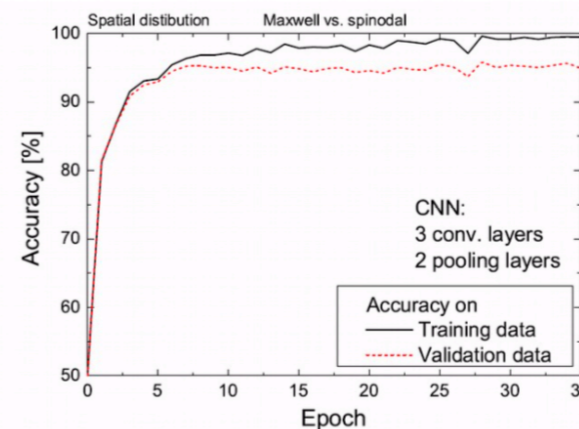 Spatial distibution Maxwell vs. spinodal
100
90
80
70
60
50
Accuracy [%]
CNN:
3 conv. layers
2 pooling layers
Accuracy on
Training data
Validation data
0 5 10 15 20 25 30 35
Epoch